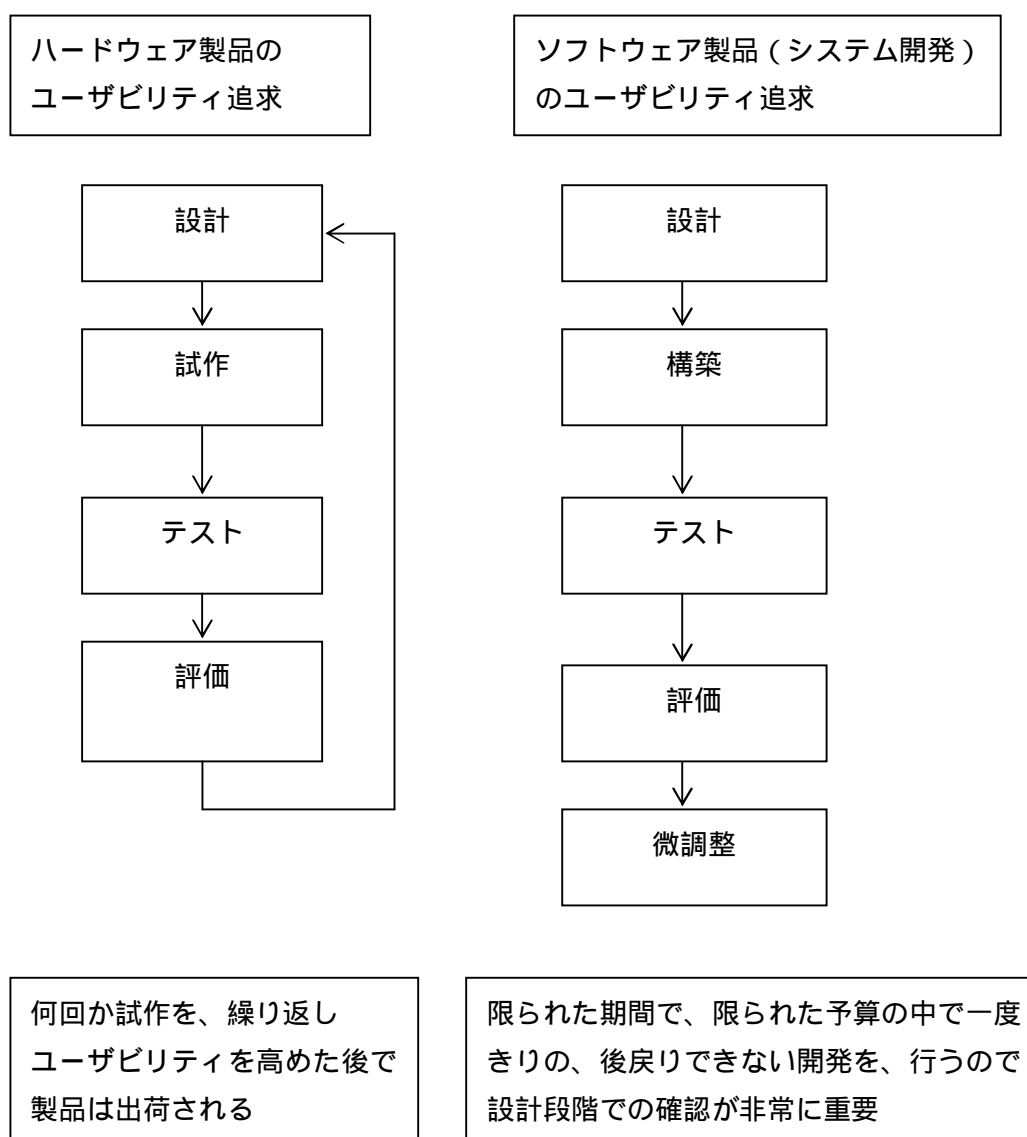 ハードウェア製品の
ユーザビリティ追求
設計
試作
テスト
評価
何回か試作を、繰り返し
ユーザビリティを高めた後で
製品は出荷される
ソフトウェア製品(システム開発)
のユーザビリティ追求
設計
構築
テスト
評価
微調整
限られた期間で、限られた予算の中で一度
きりの、後戻りできない開発を、行うので
設計段階での確認が非常に重要